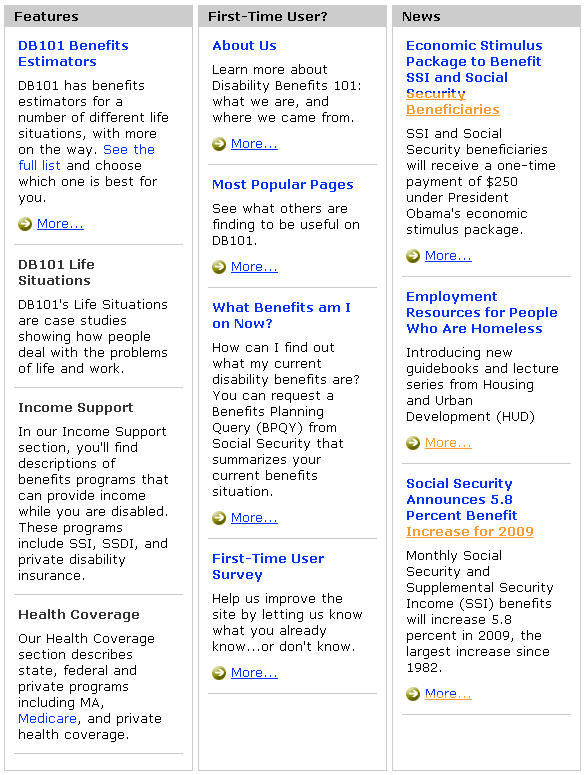 Features
DB101 Benefits
Estimators
DB101 has benefits
estimators for a
number of different life
situations, with more
on the way. See the
full list and choose
which one is best for
you.
More...
DB101 Life
Situations
DB101's Life Situations
are case studies
showing how people
deal with the problems
of life and work.
Income Support
In our Income Support
section, you'll find
descriptions of
benefits programs that
can provide income
while you are disabled.
These programs
include SSI, SSDI, and
private disability
insurance.
Health Coverage
Our Health Coverage
section describes
state, federal and
private programs
including MA,
Medicare, and private
health coverage.
First-Time User?
About Us
Learn more about
Disability Benefits 101:
what we are, and
where we came from.
More...
Most Popular Pages
See what others are
finding to be useful on
DB101.
More...
What Benefits am I
on Now?
How can I find out
what my current
disability benefits are?
You can request a
Benefits Planning
Query (BPQY) from
Social Security that
summarizes your
current benefits
situation.
More...
First-Time User
Survey
Help us improve the
site by letting us know
what you already
know...or don't know.
More...
News
Economic Stimulus
Package to Benefit
SSI and Social
Security
Beneficiaries
SSI and Social
Security beneficiaries
will receive a one-time
payment of $250
under President
Obama's economic
stimulus package.
More...
Employment
Resources for People
Who Are Homeless
Introducing new
guidebooks and lecture
series from Housing
and Urban
Development (HUD)
More...
Social Security
Announces 5.8
Percent Benefit
Increase for 2009
Monthly Social
Security and
Supplemental Security
Income (SSI) benefits
will increase 5.8
percent in 2009, the
largest increase since
1982.
More...